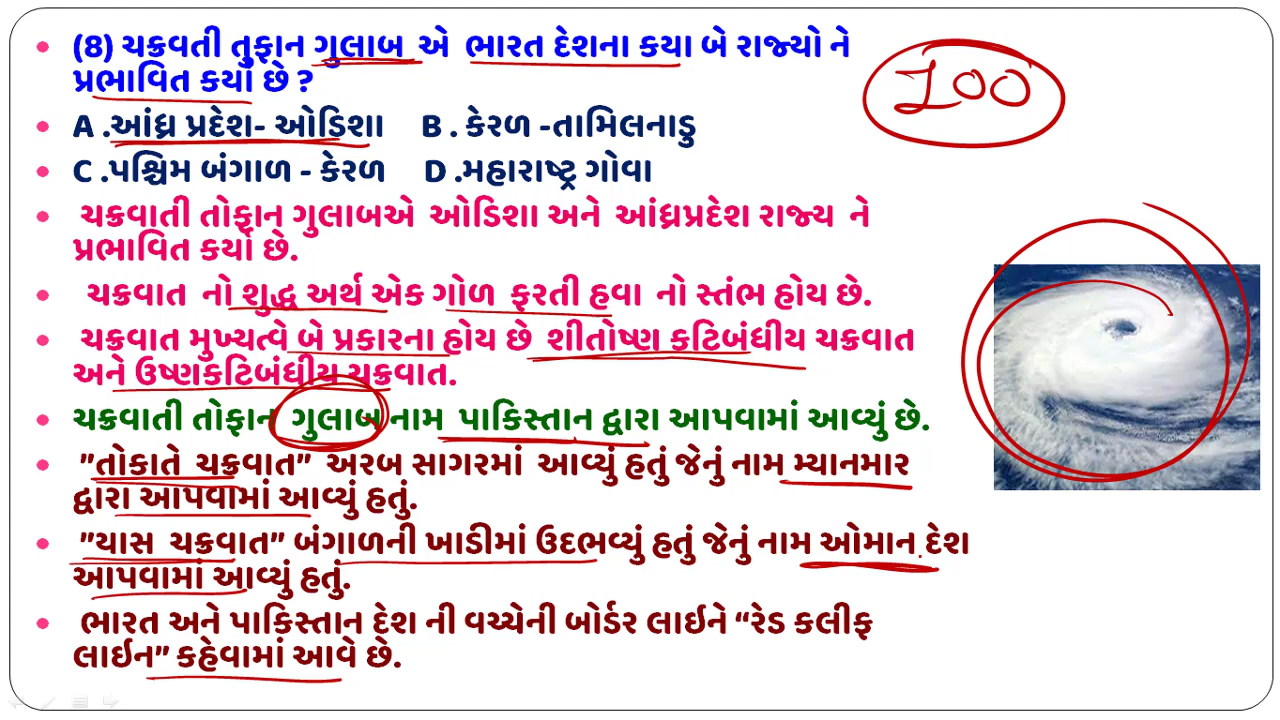 (8) ચક્રવતી તુફાન ગુલાબ એ ભારત દેશના કયા બે રાજ્યો ને
પ્રભાવિત કર્યા છે ?
A .આંધ્ર પ્રદેશ- ઓડિશા B . કેરળ -તામિલનાડુ
C .પશ્ચિમ બંગાળ - કેરળ D .મહારાષ્ટ્ર ગોવા
ચક્રવાતી તોફાન ગુલાબએ ઓડિશા અને આંધ્રપ્રદેશ રાજ્ય ને
પ્રભાવિત કર્યા છે.
ચક્રવાત નો શુદ્ધ અર્થ એક ગોળ ફરતી હવા નો સ્તંભ હોય છે.
ચક્રવાત મુખ્યત્વે બે પ્રકારના હોય છે શીતોષ્ણ કટિબંધીય ચક્રવાત
અને ઉષ્ણકટિબંધીય ચક્રવાત.
ચક્રવાતી તોફાન ગુલાબ નામ પાકિસ્તાન દ્વારા આપવામાં આવ્યું છે.
"તોકાતે ચક્રવાત" અરબ સાગરમાં આવ્યું હતું જેનું નામ મ્યાનમાર
દ્વારા આપવામાં આવ્યું હતું.
"યાસ ચક્રવાત" બંગાળની ખાડીમાં ઉદભવ્યું હતું જેનું નામ ઓમાન દેશ
આપવામાં આવ્યું હતું.
ભારત અને પાકિસ્તાન દેશ ની વચ્ચેની બોર્ડર લાઇને “રેડ કલીફ
લાઇન” કહેવામાં આવે છે.
100